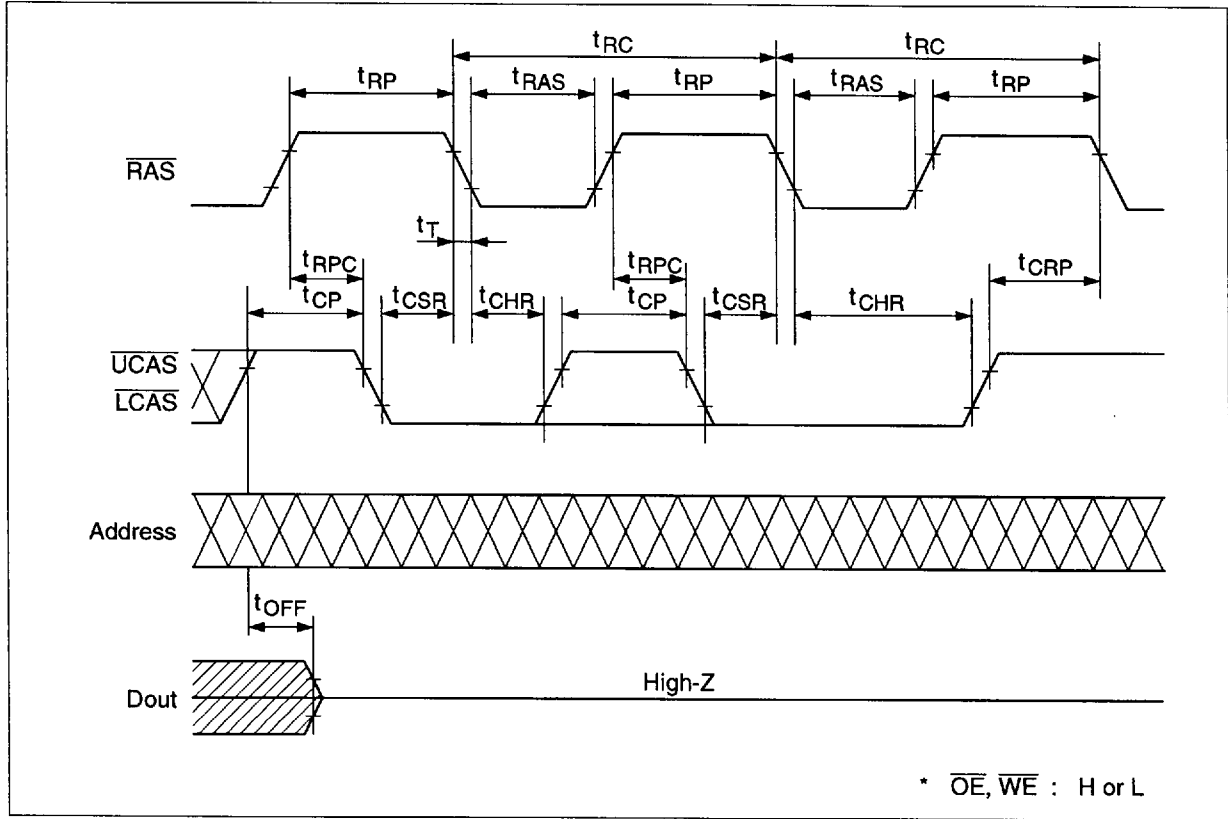 tRC tRC
tRP tRAS tRP tRAS tRP
RAS
tT
tRPC tRPC tCRP
tCP tCSR tCHR tCP tCSR tCHR
UCAS
LCAS
Address
tOFF
Dout High-Z
* OE, WE : H or L